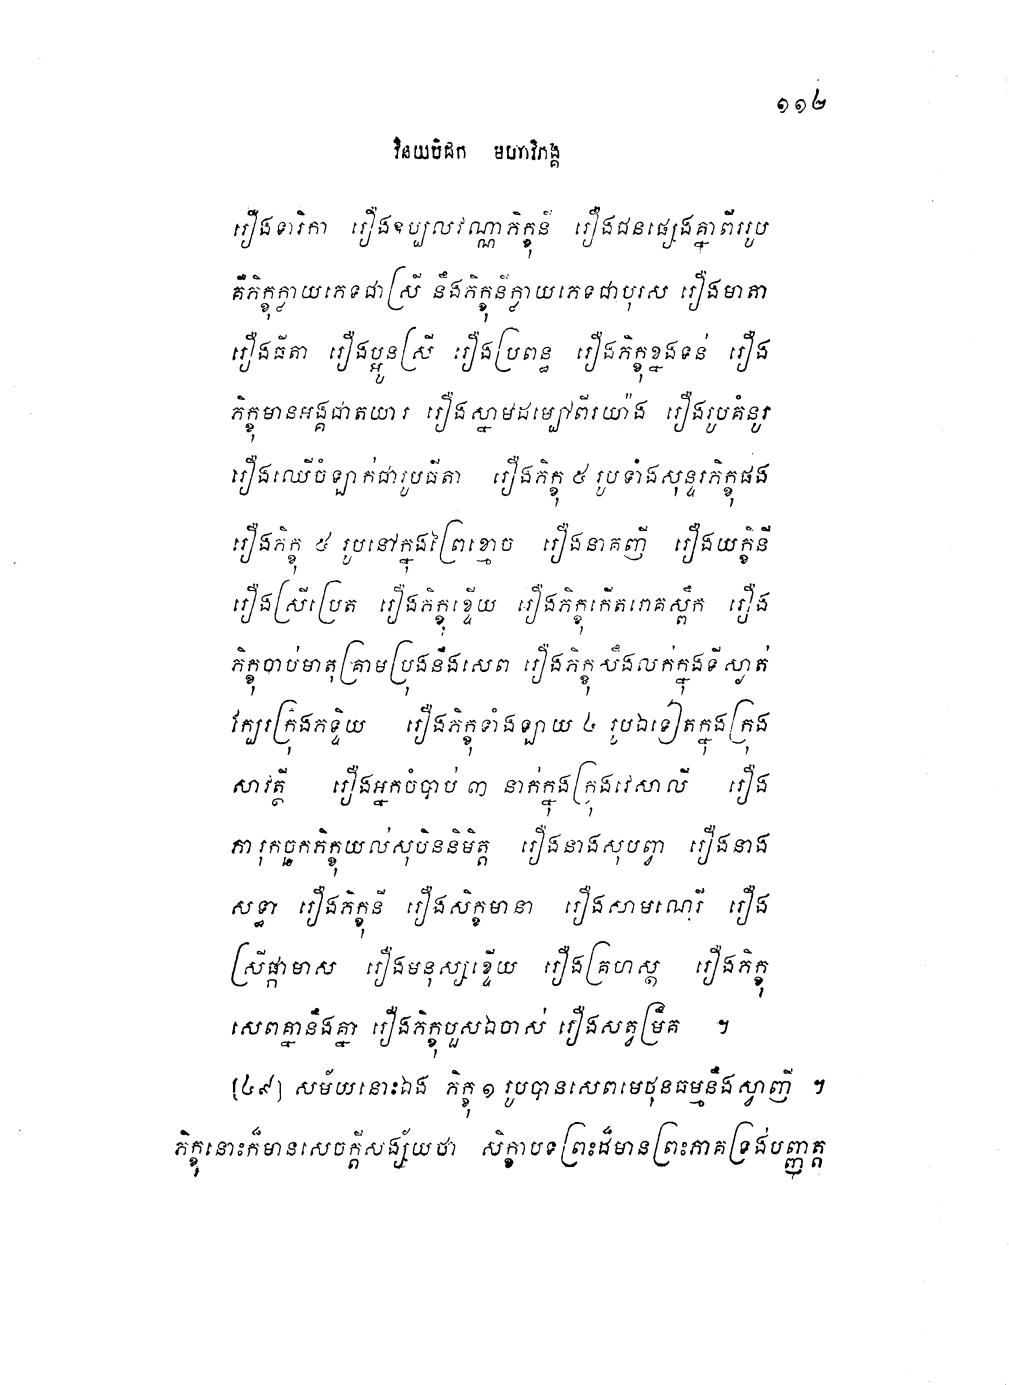 ១១២
វិនយបិដក មហាវិភង្គ
រឿងទារិកា រឿងឧប្បលវណ្ណាភិក្ខុនី រឿងជនផ្សេងគ្នាពីររូប
គឺភិក្ខុក្លាយភេទជាស្រី នឹងភិក្ខុនីក្លាយភេទជាបុរស រឿងមាតា
រឿងធីតា រឿងប្អូនស្រី រឿងប្រពន្ធ រឿងភិក្ខុខ្នងទន់ រឿង
ភិក្ខុមានអង្គជាតយារ រឿងស្នាមដម្បៅពីរយ៉ាង រឿងរូបគំនូរ
រឿងឈើចំឡាក់ជារូបធីតា រឿងភិក្ខុ ៥ រូបទាំងសុន្ទរភិក្ខុផង
រឿងភិក្ខុ ៥ រូបនៅក្នុងព្រៃខ្មោច រឿងនាគញី រឿងយក្ខិនី
រឿងស្រីប្រេត រឿងភិក្ខុខ្ទើយ រឿងភិក្ខុកើតរោគស្ពឹក រឿង
ភិក្ខុចាប់មាតុគ្រាមប្រុងនឹងសេព រឿងភិក្ខុសឹងលក់ក្នុងទីស្ងាត់
វែក្បរក្រុងភទ្ទិយ រឿងភិក្ខុទាំងឡាយ ៤ រូបឯទៀតក្នុងក្រុង
សាវត្ថី រឿងអ្នកចំបាប់ ៣ នាក់ក្នុងក្រុងវេសាលី រឿង
ភារុកច្ឆកភិក្ខុយល់សុបិននិមិត្ត រឿងនាងសុបព្វា រឿងនាង
សទ្ធា រឿងភិក្ខុនី រឿងសិក្ខមានា រឿងសាមណេរី រឿង
ស្រីផ្កាមាស រឿងមនុស្សខ្ទើយ រឿងគ្រហស្ថ រឿងភិក្ខុ
សេពគ្នានឹងគ្នា រឿងភិក្ខុបួសឯចាស់ រឿងសត្វម្រឹគ ។
[៤៩] សម័យនោះឯង ភិក្ខុ ១ រូបបានសេពមេថុនធម្មនឹងស្វាញី ។
ភិក្ខុនោះក៏មានសេចក្តីសង្ស័យថា សិក្ខាបទព្រះដ៏មានព្រះភាគទ្រង់បញ្ញត្ត